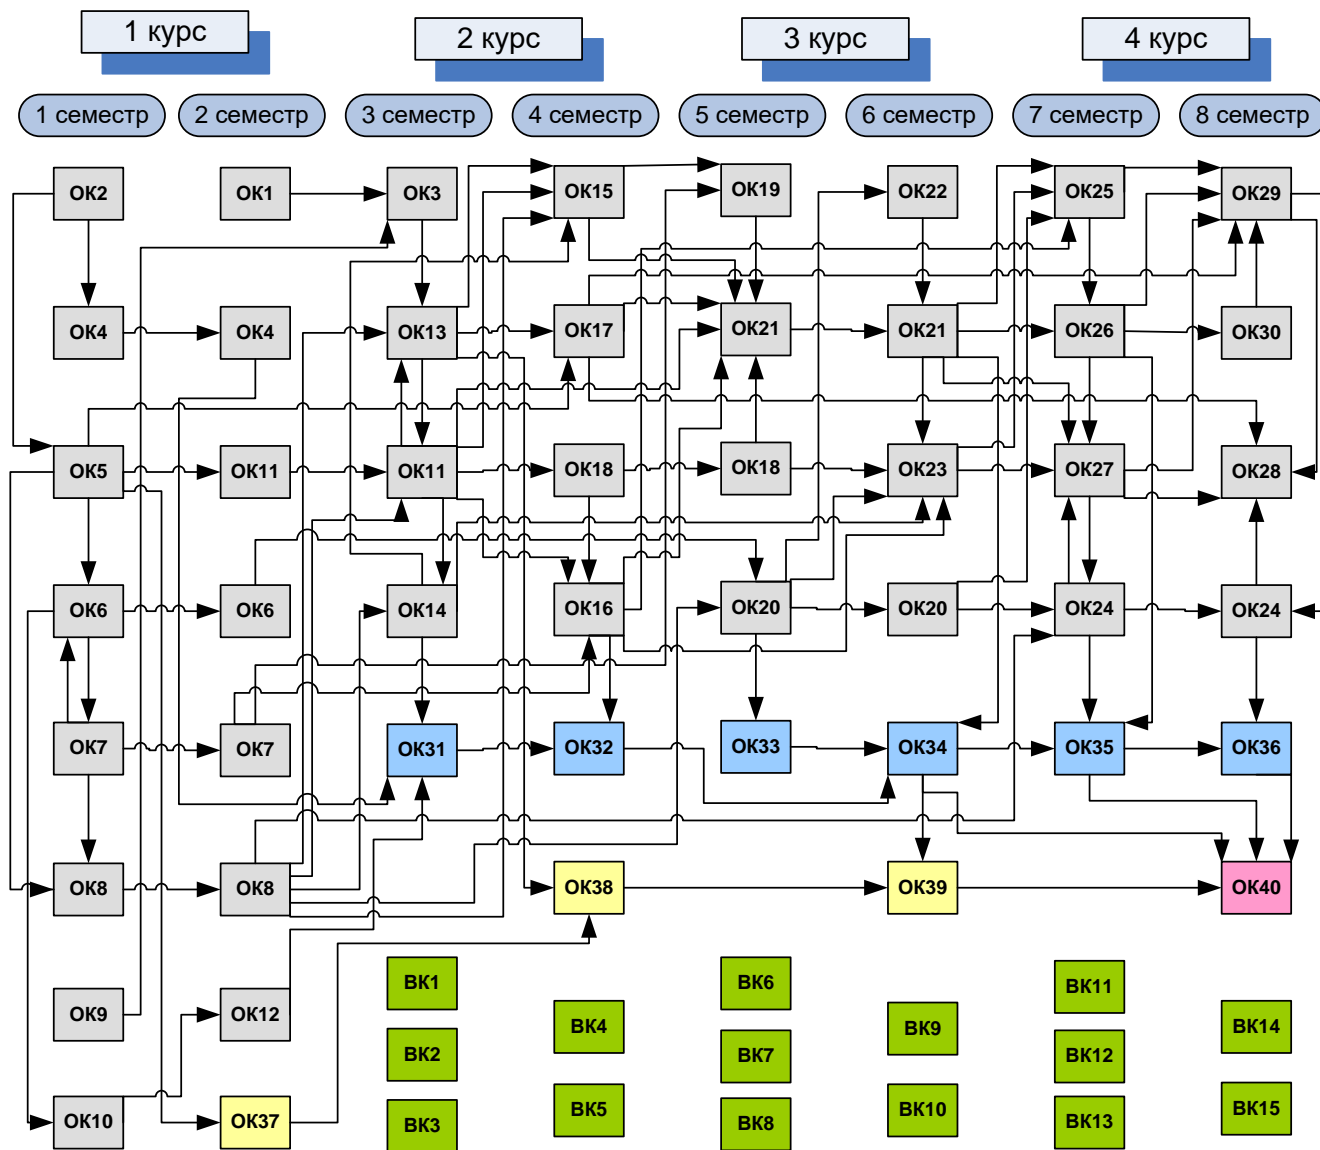 1 курс
2 курс
3 курс
4 курс
1 семестр
2 семестр
3 семестр
4 семестр
5 семестр
6 семестр
7 семестр
8 семестр
ОК2
ОК1
ОК3
ОК15
ОК19
ОК22
ОК25
ОК29
ОК4
ОК4
ОК13
ОК17
ОК21
ОК21
ОК26
ОК30
ОК5
ОК11
ОК11
ОК18
ОК18
ОК23
ОК27
ОК28
ОК6
ОК6
ОК14
ОК16
ОК20
ОК20
ОК24
ОК24
ОК7
ОК7
ОК31
ОК32
ОК33
ОК34
ОК35
ОК36
ОК8
ОК8
ОК38
ОК39
ОК40
ОК9
ОК12
ВК1
ВК4
ВК6
ВК9
ВК11
ВК14
ВК2
ВК7
ВК12
ОК10
ОК37
ВК3
ВК5
ВК8
ВК10
ВК13
ВК15